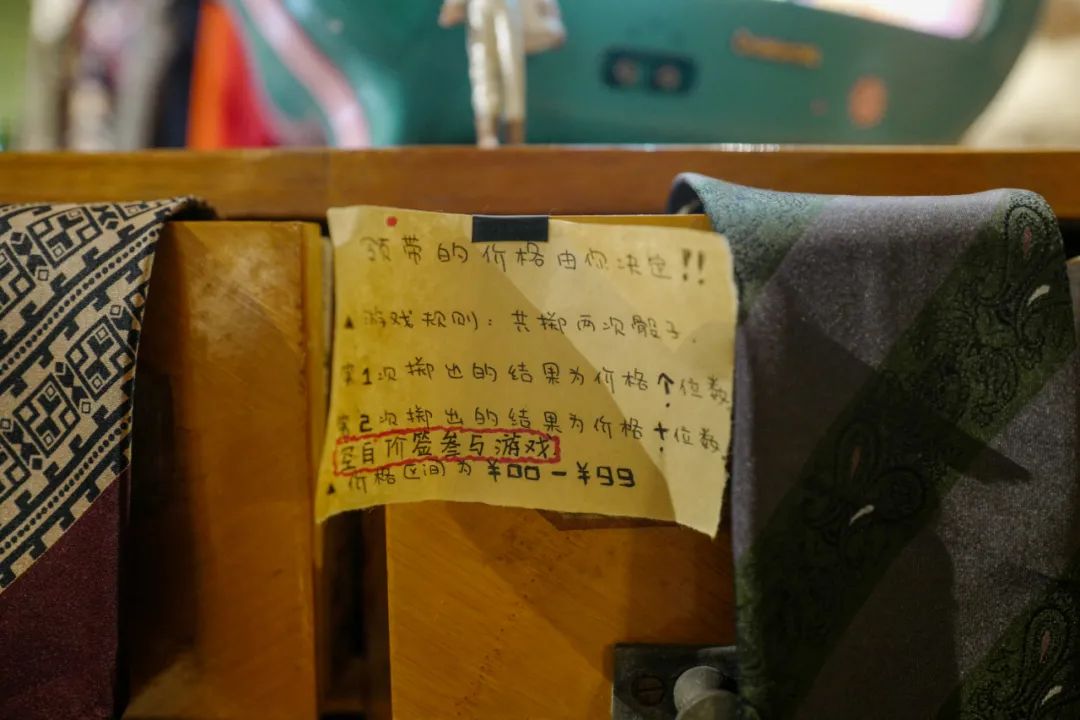 领带的价格由你决定!!
▲游戏规则: 共掷两次骰子.
第1次掷出的结果为价格个位数
第2次掷出的结果为价格十位数
空白价签参与游戏
▲价格区间为 ¥00-¥99